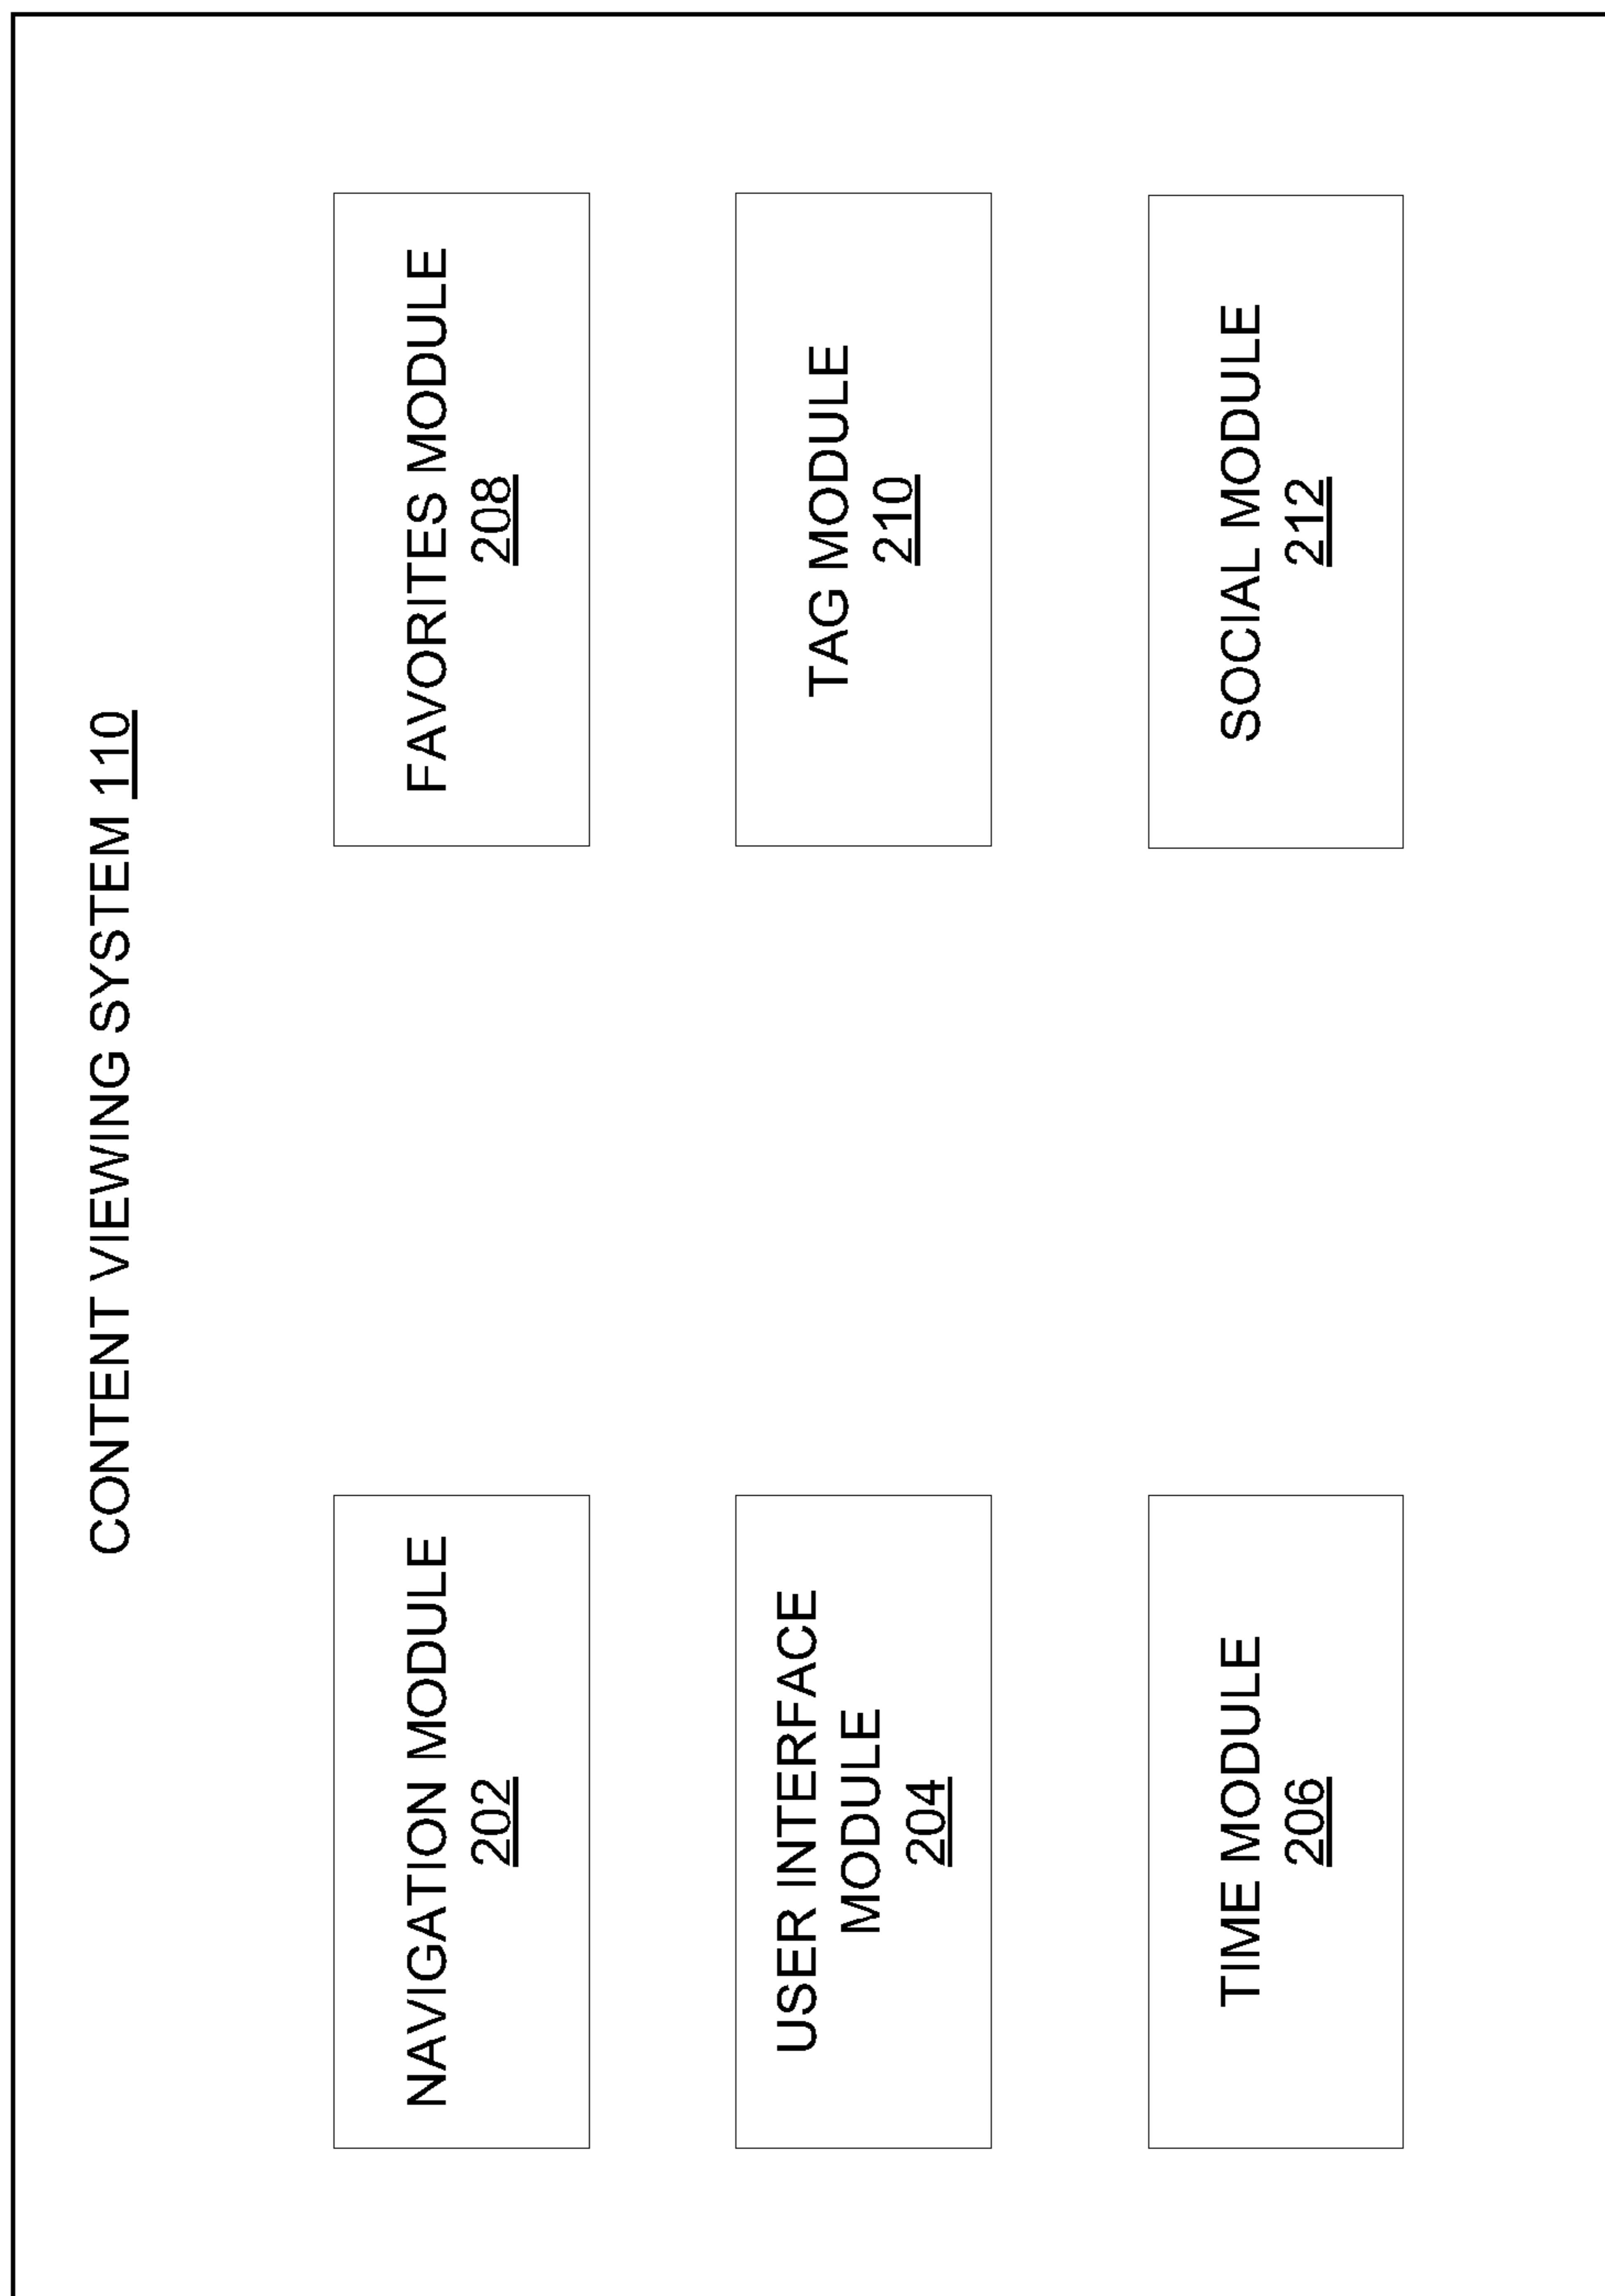 CONTENT VIEWING SYSTEM 110
NAVIGATION MODULE
202
USER INTERFACE
MODULE
204
TIME MODULE
206
FAVORITES MODULE
208
TAG MODULE
210
SOCIAL MODULE
212